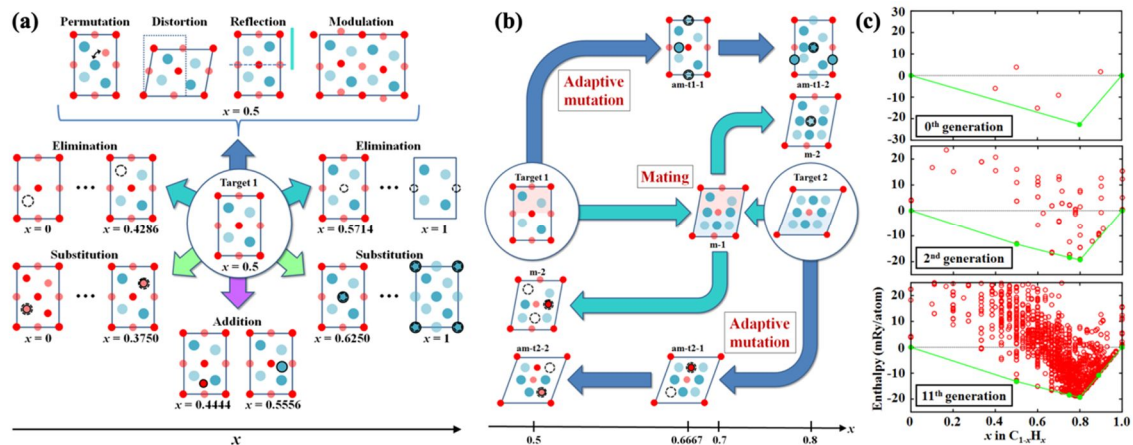 (a)
Permutation Distortion Reflection Modulation
x = 0.5
Elimination
x = 0
x = 0.4286
Target 1
x = 0.5
Elimination
x = 0.5714
x = 1
Substitution
x = 0
x = 0.3750
Substitution
x = 0.6250
x = 1
Addition
x = 0.4444
x = 0.5556
x
(b)
Adaptive
mutation
am-t1-1
am-t1-2
m-2
Target 1
Mating
m-1
Target 2
m-2
Adaptive
mutation
am-t2-2
am-t2-1
0.5
0.6667
0.7
0.8
x
(c)
30
20
10
0
-10
-20
-30
0th generation
20
10
0
-10
-20
2nd generation
20
10
0
-10
-20
11th generation
Enthalpy (mRy/atom)
0.0 0.2 0.4 0.6 0.8 1.0
x in C1-xHx